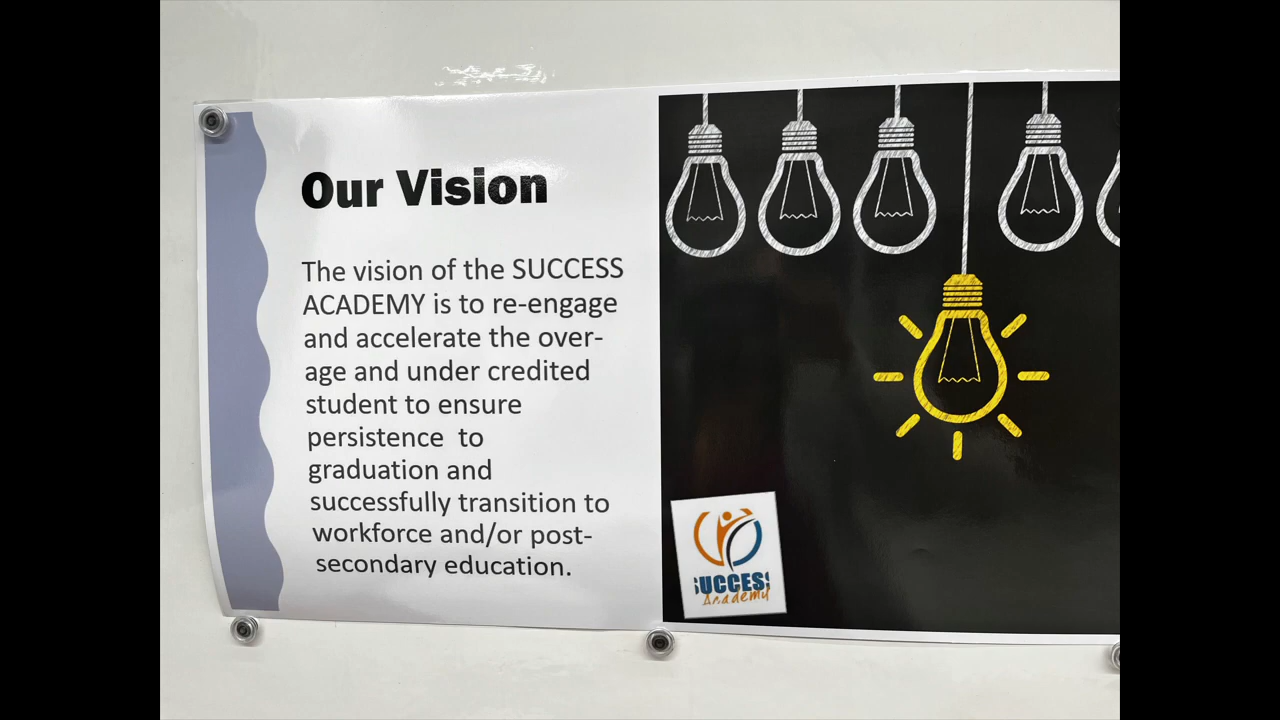 Our Vision
The vision of the SUCCESS
ACADEMY is to re-engage
and accelerate the over-
age and under credited
student to ensure
persistence to
graduation and
successfully transition to
workforce and/or post-
secondary education.
SUCCESS
Academy